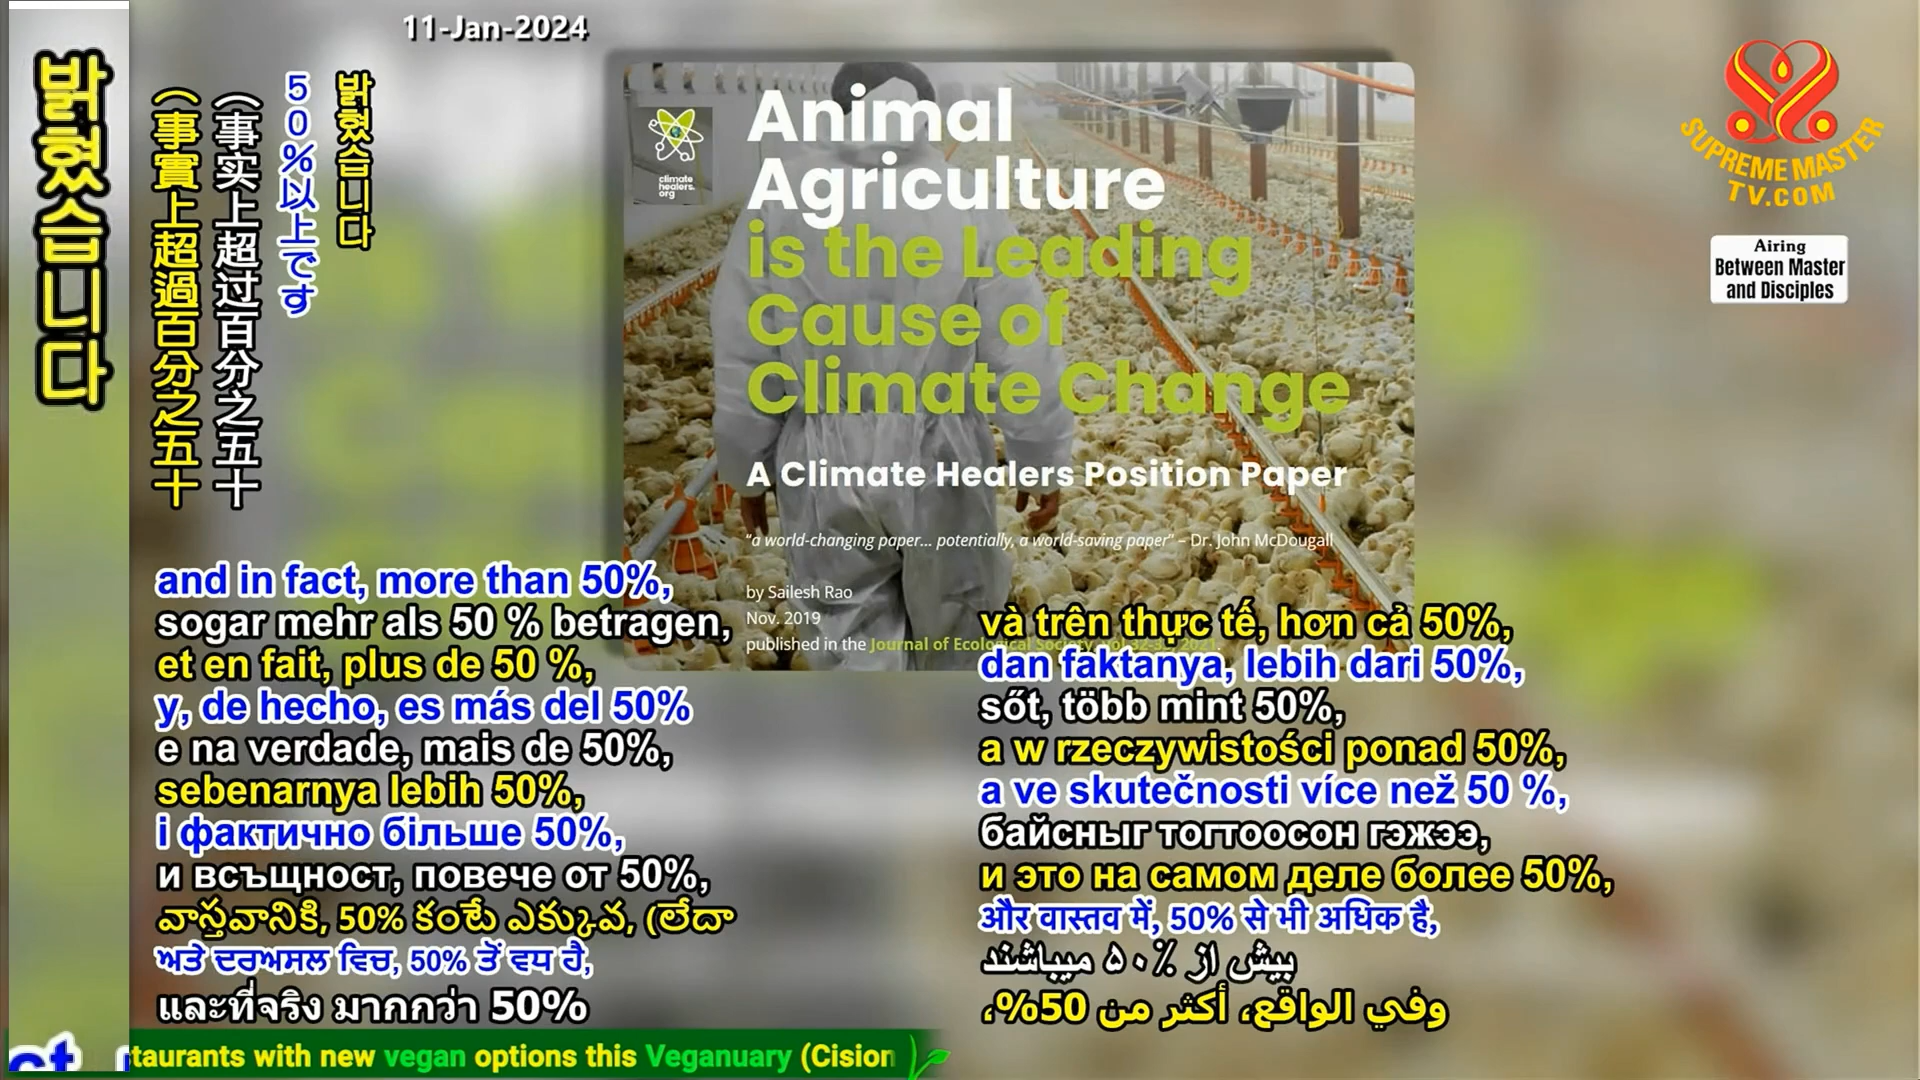 11-Jan-2024
밝혔습니다
밝혔습니다
50%以上です
(事实上超过百分之五十
(事實上超過百分之五十
climate
healers.
org
Animal
Agriculture
is the Leading
Cause of
Climate Change
A Climate Healers Position Paper
"a world-changing paper... potentially, a world-saving paper" – Dr. John McDougall
by Sailesh Rao
Nov. 2019
published in the Journal of Ecological Society, 2021.
SUPREME MASTER
TV.COM
Airing
Between Master
and Disciples
and in fact, more than 50%,
sogar mehr als 50 % betragen,
et en fait, plus de 50 %,
y, de hecho, es más del 50%
e na verdade, mais de 50%,
sebenarnya lebih 50%,
і фактично більше 50%,
и всъщност, повече от 50%,
వాస్తవానికి, 50% కంటే ఎక్కువ, (లేదా
ਅਤੇ ਦਰਅਸਲ ਵਿਚ, 50% ਤੋਂ ਵਧ ਹੈ,
และที่จริง มากกว่า 50%
và trên thực tế, hơn cả 50%,
dan faktanya, lebih dari 50%,
sőt, több mint 50%,
a w rzeczywistości ponad 50%,
a ve skutečnosti více než 50 %,
байсныг тогтоосон гэжээ,
и это на самом деле более 50%,
और वास्तव में, 50% से भी अधिक है,
بیش از ۵۰٪ میباشند
وفي الواقع، أكثر من 50%،
ct
taurants with new vegan options this Veganuary (Cision